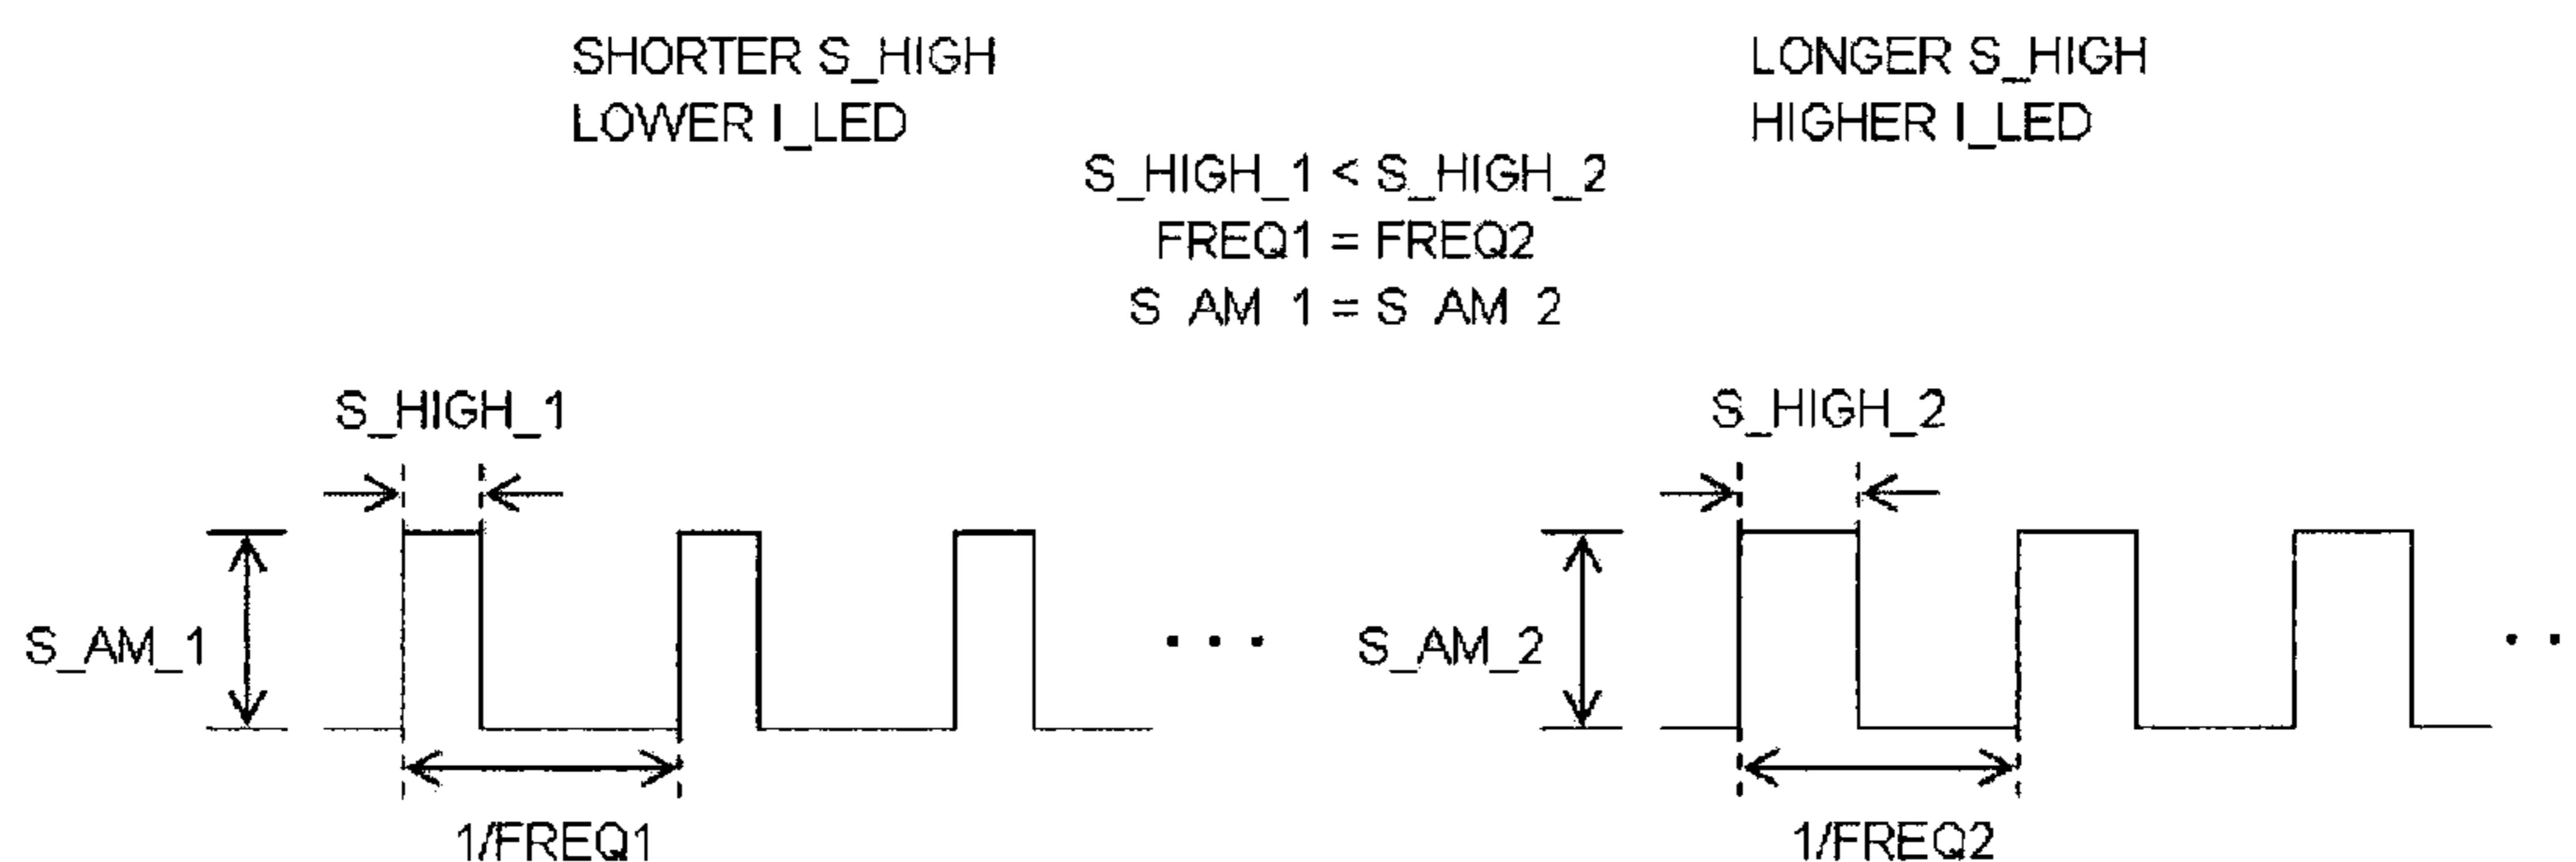 SHORTER S_HIGH
LOWER I_LED
LONGER S_HIGH
HIGHER I_LED
S_HIGH_1 < S_HIGH_2
FREQ1 = FREQ2
S AM 1 = S AM 2
S_HIGH_1
S_HIGH_2
S_AM_1
. . .
S_AM_2
. .
1/FREQ1
1/FREQ2